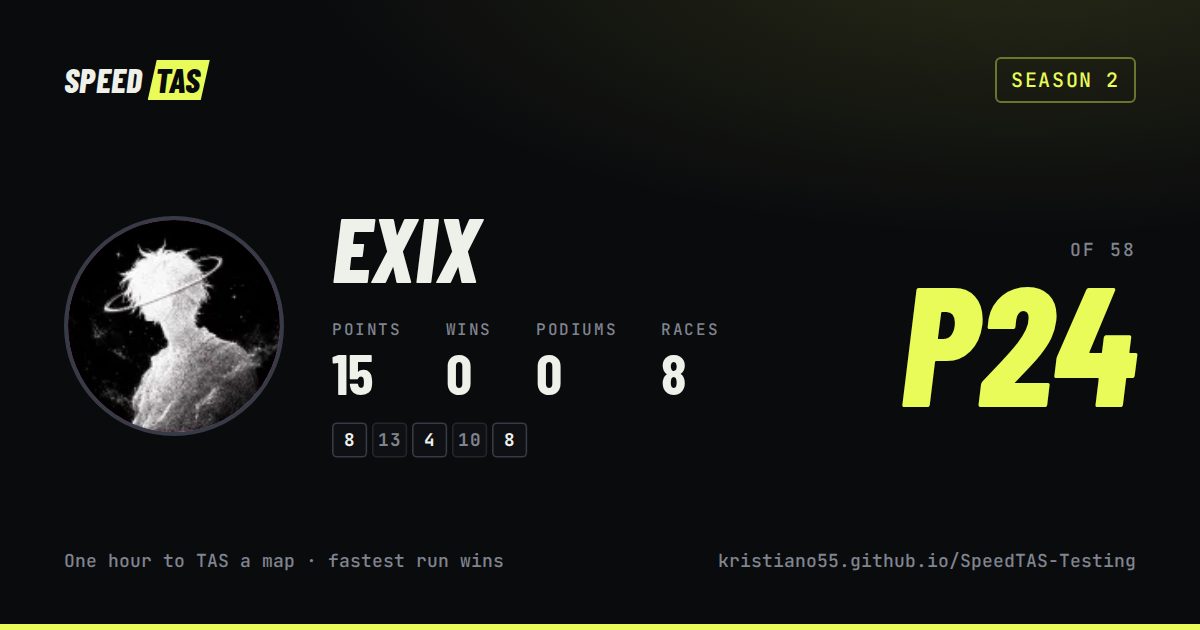 SPEED TAS
SEASON 2
EXIX
OF 58
P24
POINTS WINS PODIUMS RACES
15 0 0 8
8 13 4 10 8
One hour to TAS a map · fastest run wins
kristiano55.github.io/SpeedTAS-Testing